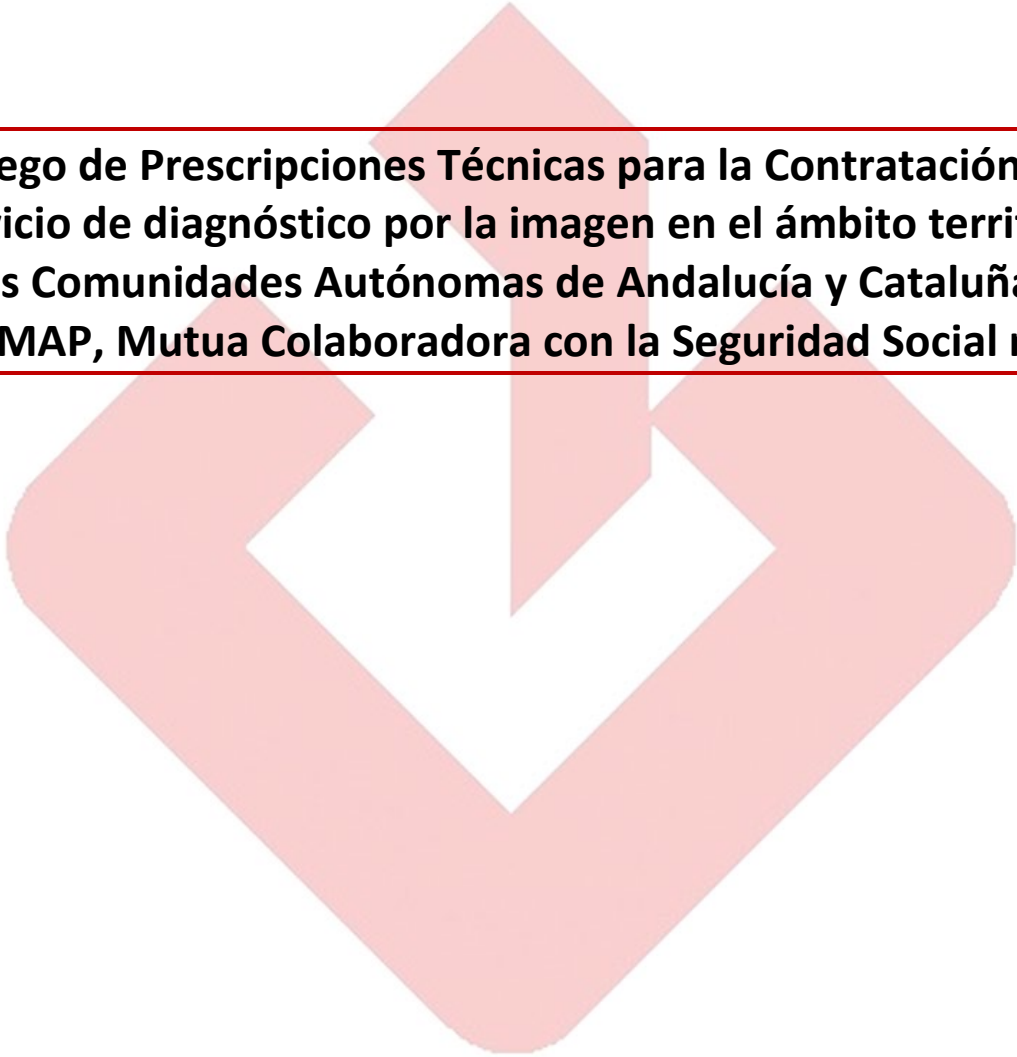 ego de Prescripciones Técnicas para la Contratación
icio de diagnóstico por la imagen en el ámbito terri
s Comunidades Autónomas de Andalucía y Cataluña
MAP, Mutua Colaboradora con la Seguridad Social